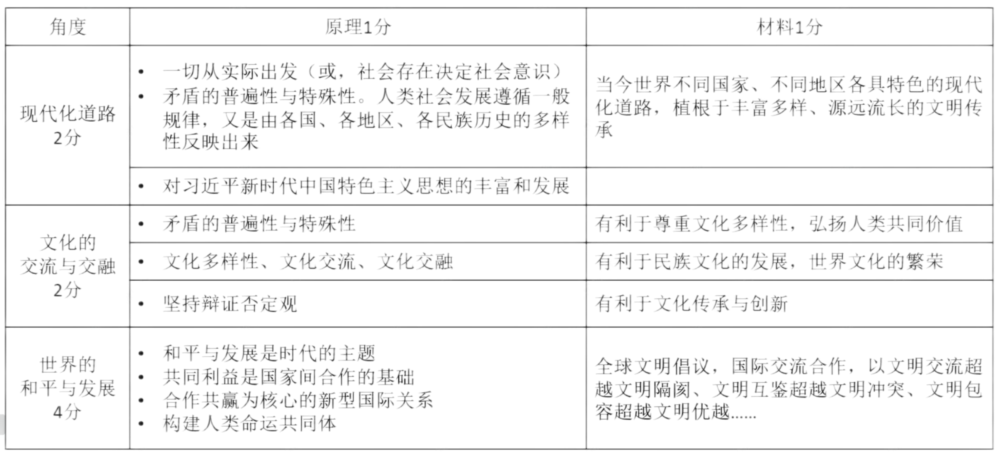 角度
原理1分
材料1分
现代化道路
2分
• 一切从实际出发（或，社会存在决定社会意识）
• 矛盾的普遍性与特殊性。人类社会发展遵循一般
规律，又是由各国、各地区、各民族历史的多样
性反映出来
当今世界不同国家、不同地区各具特色的现代
化道路，植根于丰富多样、源远流长的文明传
承
• 对习近平新时代中国特色主义思想的丰富和发展
文化的
交流与交融
2分
• 矛盾的普遍性与特殊性
有利于尊重文化多样性，弘扬人类共同价值
• 文化多样性、文化交流、文化交融
有利于民族文化的发展，世界文化的繁荣
• 坚持辩证否定观
有利于文化传承与创新
世界的
和平与发展
4分
• 和平与发展是时代的主题
• 共同利益是国家间合作的基础
• 合作共赢为核心的新型国际关系
• 构建人类命运共同体
全球文明倡议，国际交流合作，以文明交流超
越文明隔阂、文明互鉴超越文明冲突、文明包
容超越文明优越......